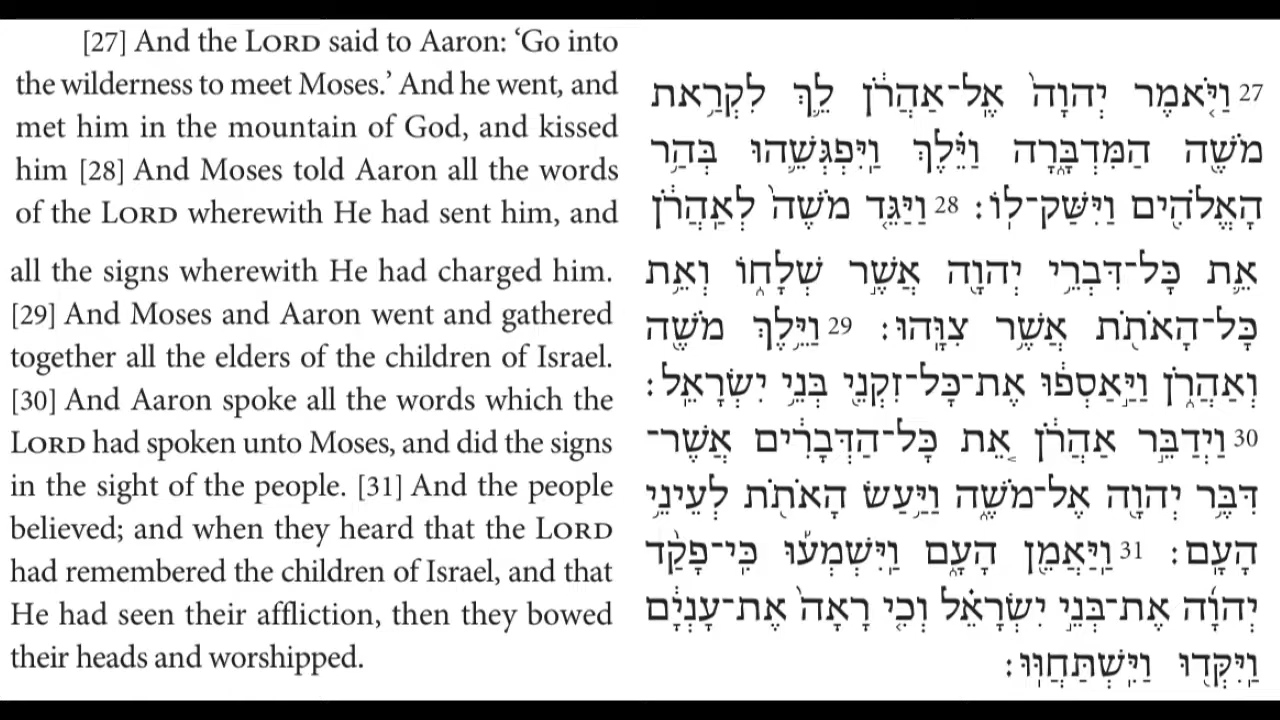 [27] And the LORD said to Aaron: ‘Go into
the wilderness to meet Moses.’ And he went, and
met him in the mountain of God, and kissed
him [28] And Moses told Aaron all the words
of the LORD wherewith He had sent him, and
all the signs wherewith He had charged him.
[29] And Moses and Aaron went and gathered
together all the elders of the children of Israel.
[30] And Aaron spoke all the words which the
LORD had spoken unto Moses, and did the signs
in the sight of the people. [31] And the people
believed; and when they heard that the LORD
had remembered the children of Israel, and that
He had seen their affliction, then they bowed
their heads and worshipped.
27 וַיֹּ֤אמֶר יְהוָה֙ אֶֽל־אַהֲרֹ֔ן לֵ֛ךְ לִקְרַ֥את
מֹשֶׁ֖ה הַמִּדְבָּ֑רָה וַיֵּ֗לֶךְ וַֽיִּפְגְּשֵׁ֛הוּ בְּהַ֥ר
הָאֱלֹהִ֖ים וַיִּשַּׁק־לֽוֹ׃ 28 וַיַּגֵּ֤ד מֹשֶׁה֙ לְאַֽהֲרֹ֔ן
אֵ֛ת כָּל־דִּבְרֵ֥י יְהוָ֖ה אֲשֶׁ֣ר שְׁלָח֑וֹ וְאֵ֥ת
כָּל־הָאֹתֹ֖ת אֲשֶׁ֥ר צִוָּֽהוּ׃ 29 וַיֵּ֥לֶךְ מֹשֶׁ֖ה
וְאַהֲרֹ֑ן וַיַּ֣אַסְפ֔וּ אֶת־כָּל־זִקְנֵ֖י בְּנֵ֥י יִשְׂרָאֵֽל׃
30 וַיְדַבֵּ֣ר אַהֲרֹ֔ן אֵ֚ת כָּל־הַדְּבָרִ֔ים אֲשֶׁר־
דִּבֶּ֥ר יְהוָ֖ה אֶל־מֹשֶׁ֑ה וַיַּ֥עַשׂ הָאֹתֹ֖ת לְעֵינֵ֥י
הָעָֽם׃ 31 וַֽיַּאֲמֵ֖ן הָעָ֑ם וַֽיִּשְׁמְע֡וּ כִּֽי־פָקַ֨ד
יְהוָ֜ה אֶת־בְּנֵ֣י יִשְׂרָאֵ֗ל וְכִ֤י רָאָה֙ אֶת־עָנְיָ֔ם
וַֽיִּקְּד֖וּ וַיִּֽשְׁתַּחֲוּֽוּ׃